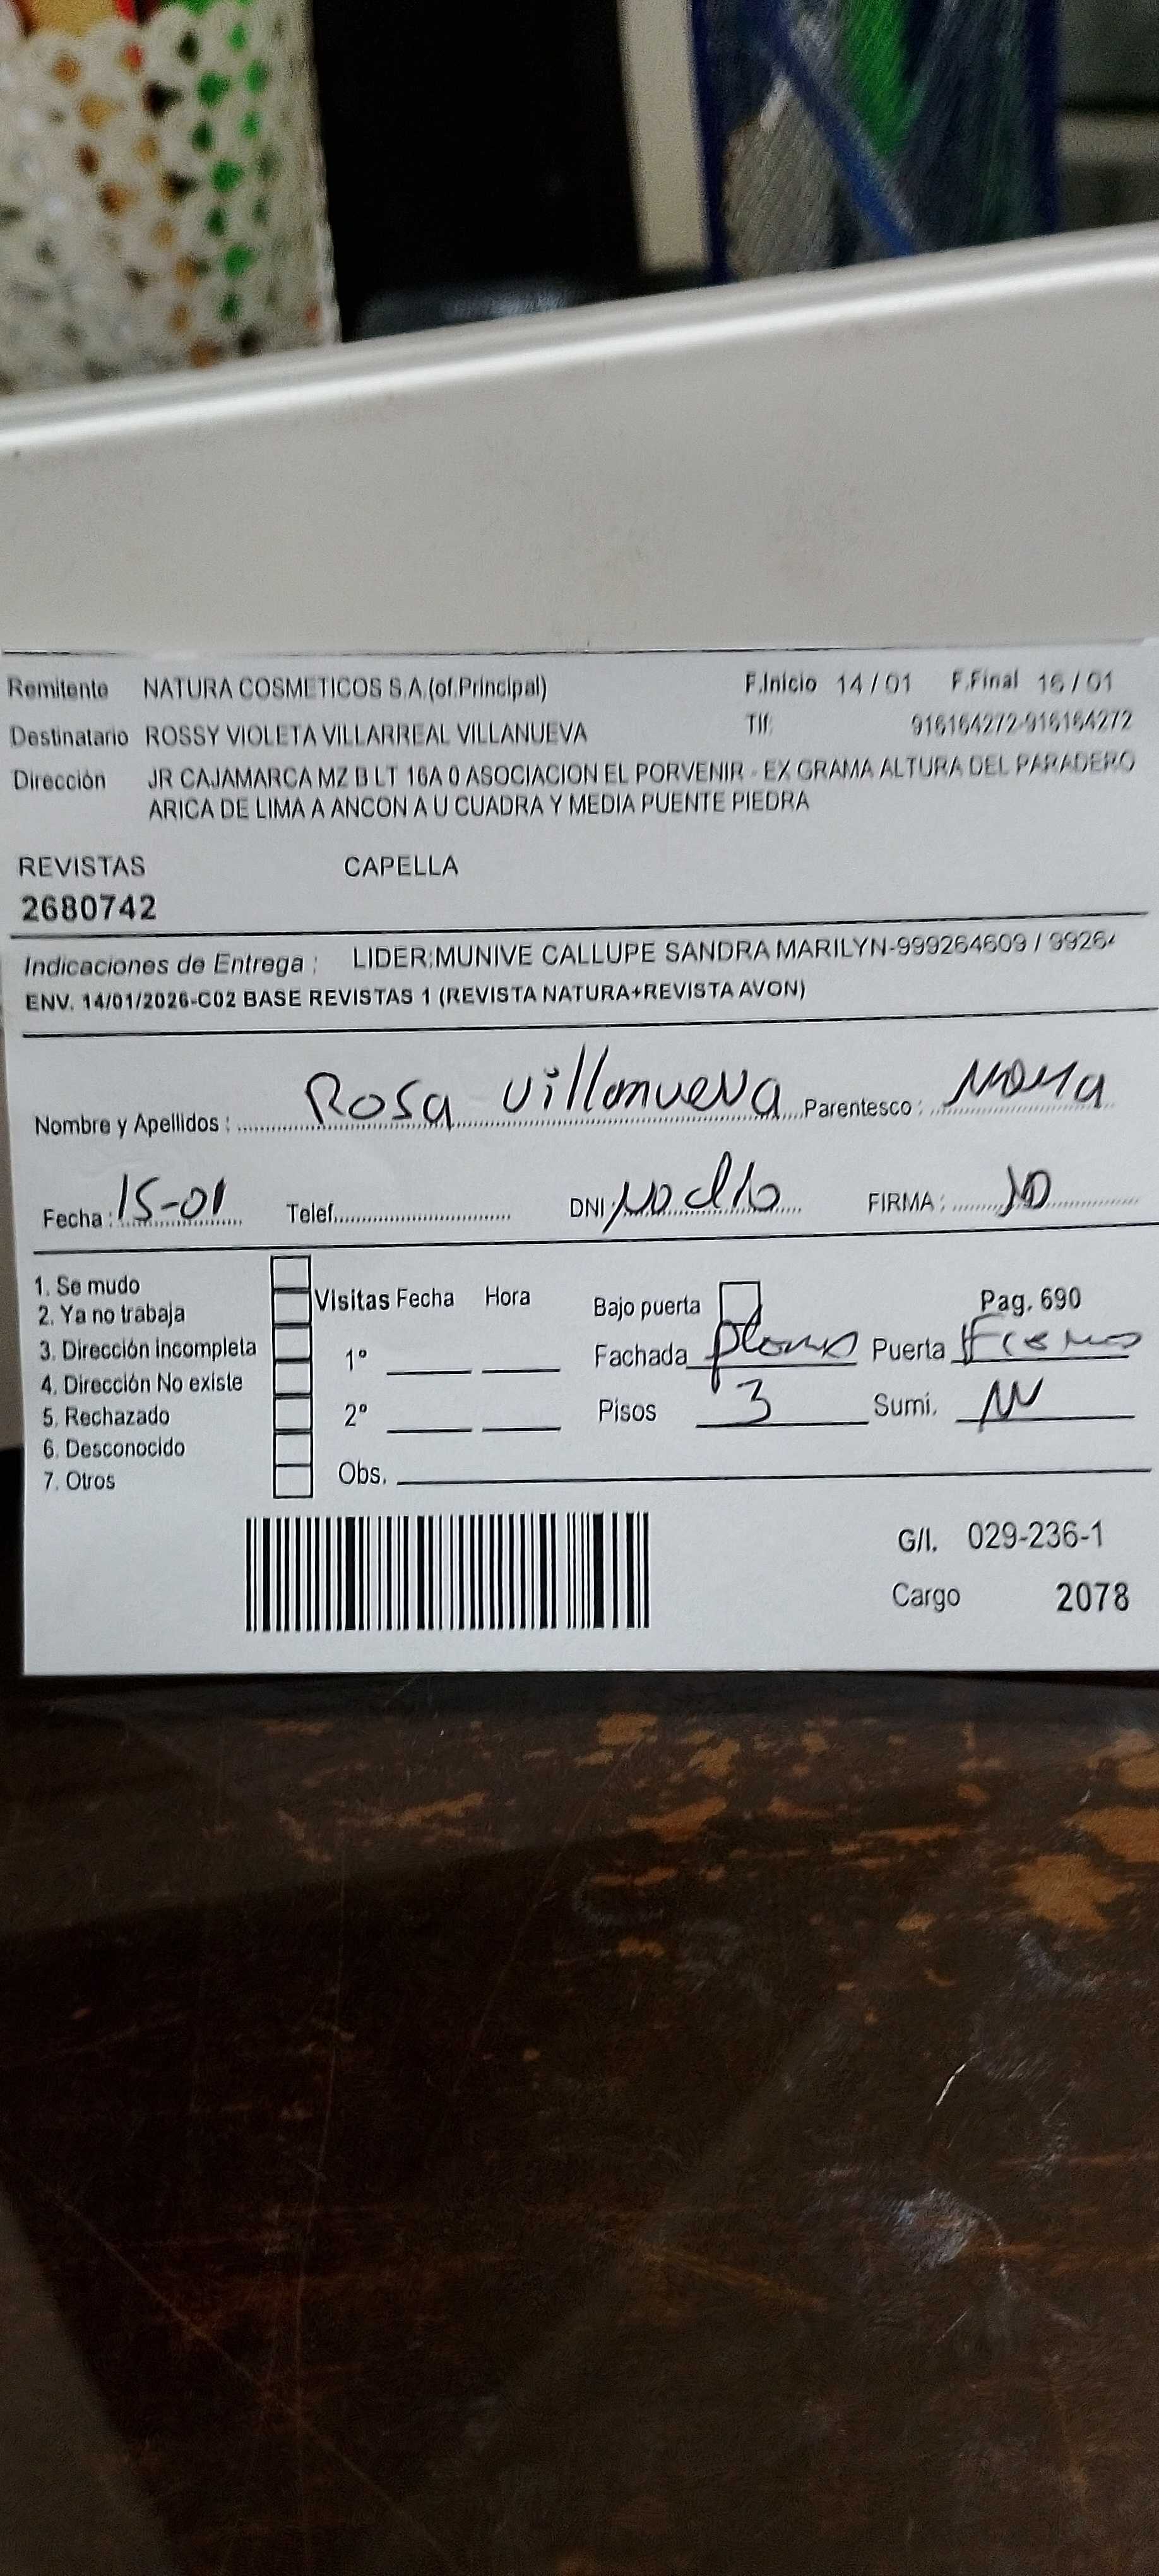 Remitente NATURA COSMETICOS S.A.(of.Principal) F.Inicio 14 / 01 F.Final 16 / 01
Destinatario ROSSY VIOLETA VILLARREAL VILLANUEVA Tlf: 916164272-916164272
Dirección JR CAJAMARCA MZ B LT 16A 0 ASOCIACION EL PORVENIR - EX GRAMA ALTURA DEL PARADERO
ARICA DE LIMA A ANCON A U CUADRA Y MEDIA PUENTE PIEDRA
REVISTAS CAPELLA
2680742
Indicaciones de Entrega : LIDER:MUNIVE CALLUPE SANDRA MARILYN-999264609 / 99264
ENV. 14/01/2026-C02 BASE REVISTAS 1 (REVISTA NATURA+REVISTA AVON)
Nombre y Apellidos : Rosa Villanueva Parentesco :
Fecha : 15-01 Telef. DNI: FIRMA :
1. Se mudo
2. Ya no trabaja
3. Dirección incompleta
4. Dirección No existe
5. Rechazado
6. Desconocido
7. Otros
Visitas Fecha Hora Bajo puerta Pag. 690
1° Fachada plomo Puerta
2° Pisos 3 Sumi.
Obs.
G/I. 029-236-1
Cargo 2078